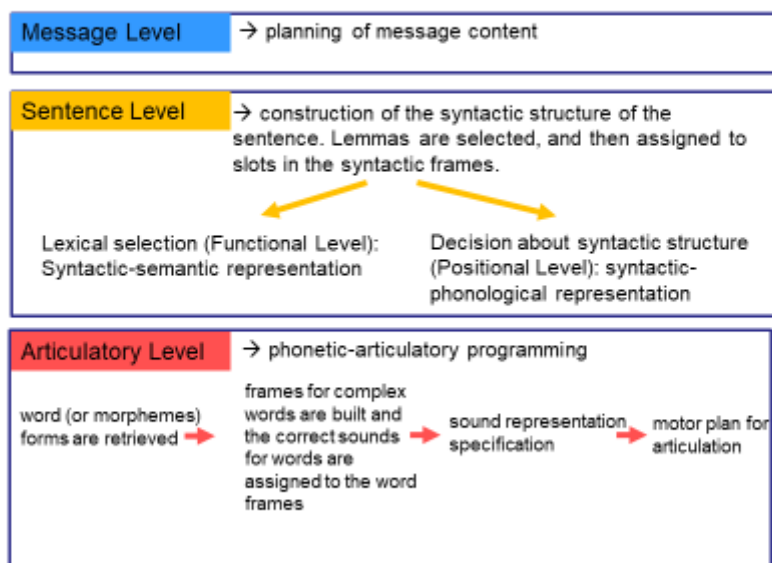 Message Level → planning of message content
Sentence Level → construction of the syntactic structure of the
sentence. Lemmas are selected, and then assigned to
slots in the syntactic frames.
Lexical selection (Functional Level):
Syntactic-semantic representation
Decision about syntactic structure
(Positional Level): syntactic-
phonological representation
Articulatory Level → phonetic-articulatory programming
word (or morphemes)
forms are retrieved
frames for complex
words are built and
the correct sounds
for words are
assigned to the word
frames
sound representation
specification
motor plan for
articulation